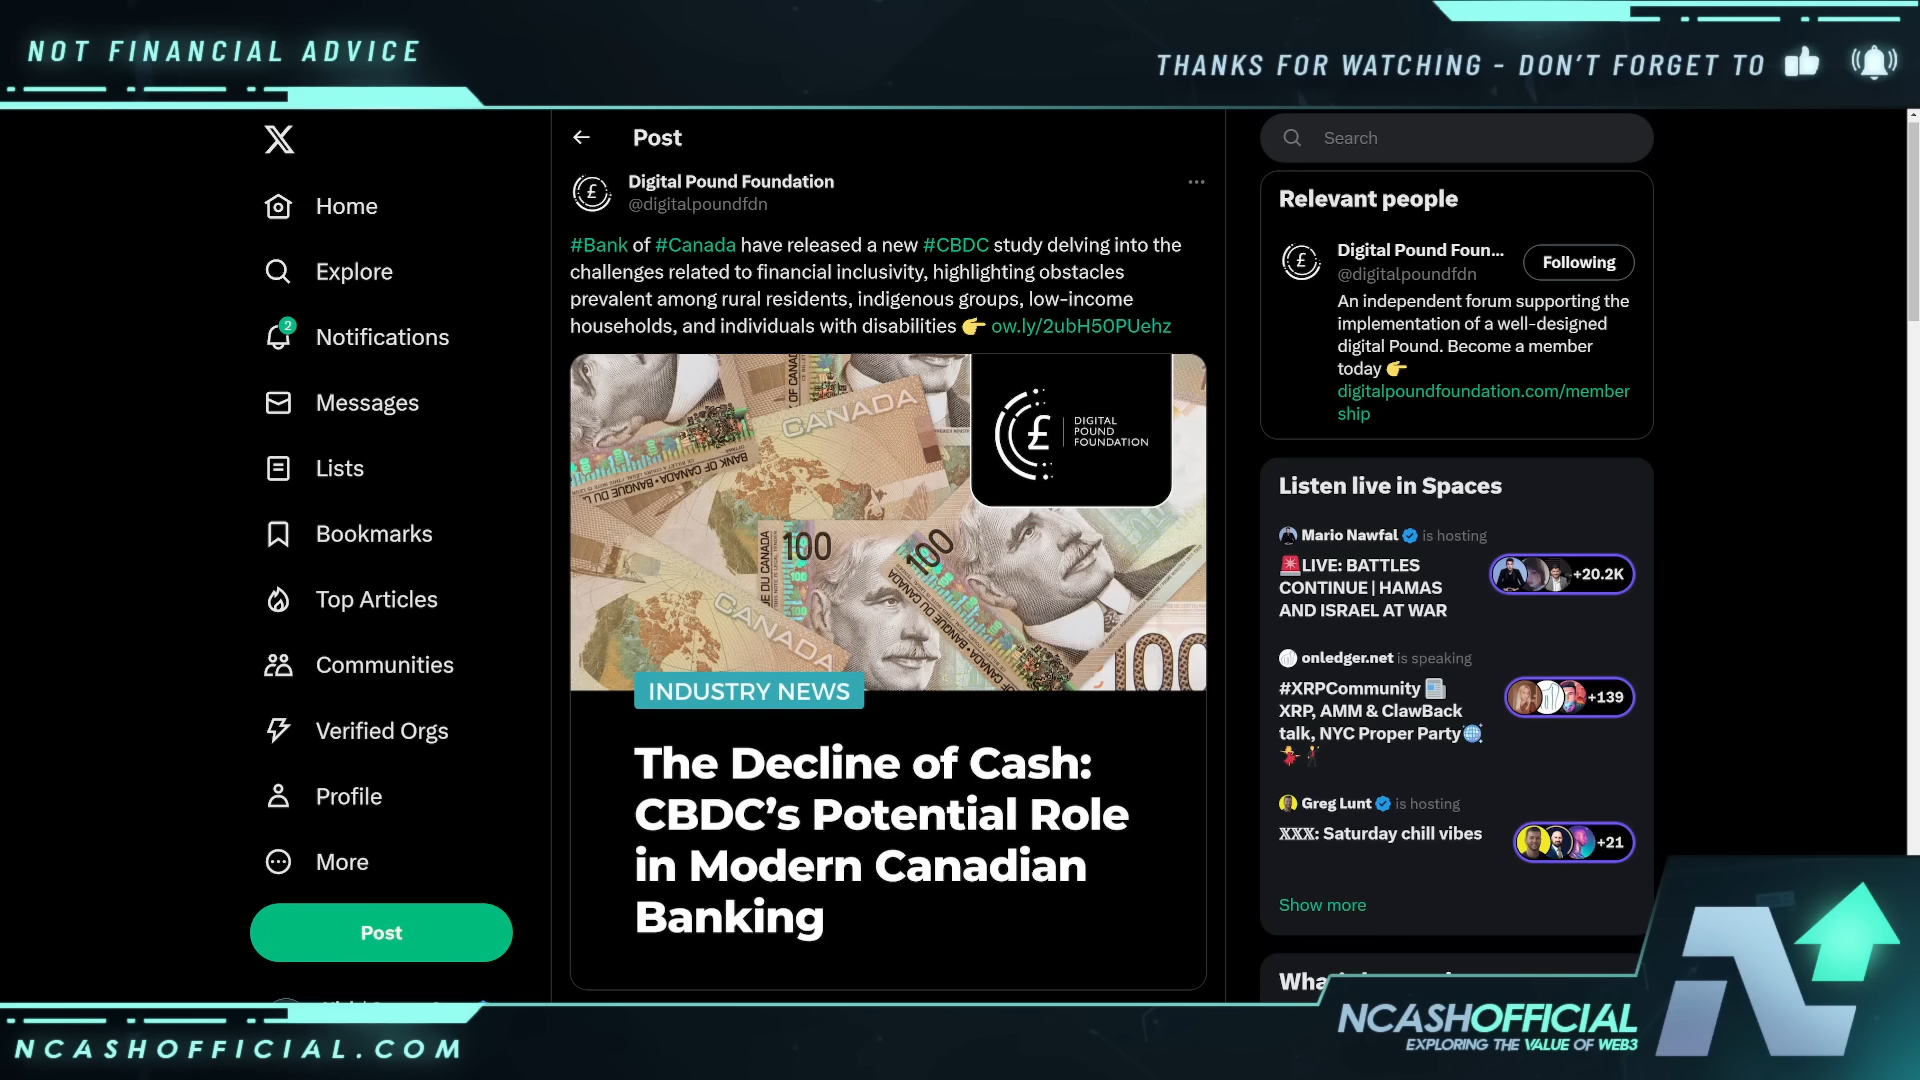 NOT FINANCIAL ADVICE
THANKS FOR WATCHING - DON'T FORGET TO
Home
Explore
2
Notifications
Messages
Lists
Bookmarks
Top Articles
Communities
Verified Orgs
Profile
More
Post
Post
Digital Pound Foundation
@digitalpoundfdn
#Bank of #Canada have released a new #CBDC study delving into the
challenges related to financial inclusivity, highlighting obstacles
prevalent among rural residents, indigenous groups, low-income
households, and individuals with disabilities 👉 ow.ly/2ubH50PUehz
CANADA
BANK OF CANADA • BANQUE DU CANADA
DIGITAL
POUND
FOUNDATION
100
100
CANADA
100
INDUSTRY NEWS
The Decline of Cash:
CBDC's Potential Role
in Modern Canadian
Banking
Search
Relevant people
Digital Pound Foun...
@digitalpoundfdn
Following
An independent forum supporting the
implementation of a well-designed
digital Pound. Become a member
today 👉
digitalpoundfoundation.com/member
ship
Listen live in Spaces
Mario Nawfal is hosting
🚨LIVE: BATTLES
CONTINUE | HAMAS
AND ISRAEL AT WAR
+20.2K
onledger.net is speaking
#XRPCommunity 📰
XRP, AMM & ClawBack
talk, NYC Proper Party🪩
💃🕺
+139
Greg Lunt is hosting
XXX: Saturday chill vibes
+21
Show more
NCASHOFFICIAL.COM
NCASHOFFICIAL
EXPLORING THE VALUE OF WEB3